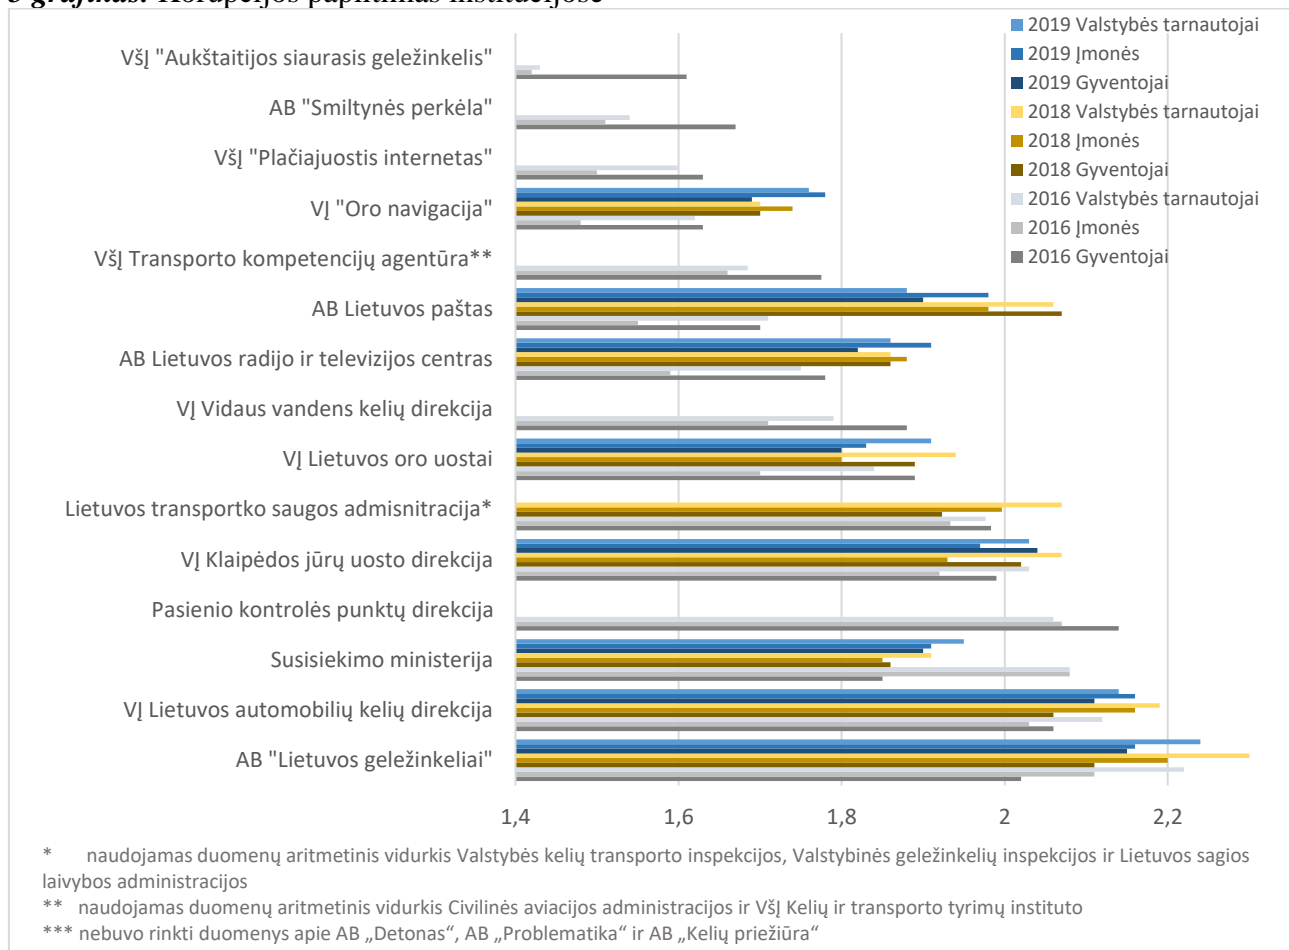 3 grafikas. Korupcijos paplitimas institucijose
2019 Valstybės tarnautojai
2019 Įmonės
2019 Gyventojai
2018 Valstybės tarnautojai
2018 Įmonės
2018 Gyventojai
2016 Valstybės tarnautojai
2016 Įmonės
2016 Gyventojai
VšĮ "Aukštaitijos siaurasis geležinkelis"
AB "Smiltynės perkėla"
VšĮ "Plačiajuostis internetas"
VĮ "Oro navigacija"
VšĮ Transporto kompetencijų agentūra**
AB Lietuvos paštas
AB Lietuvos radijo ir televizijos centras
VĮ Vidaus vandens kelių direkcija
VĮ Lietuvos oro uostai
Lietuvos transportko saugos admisnitracija*
VĮ Klaipėdos jūrų uosto direkcija
Pasienio kontrolės punktų direkcija
Susisiekimo ministerija
VĮ Lietuvos automobilių kelių direkcija
AB "Lietuvos geležinkeliai"
1,4 1,6 1,8 2 2,2
* naudojamas duomenų aritmetinis vidurkis Valstybės kelių transporto inspekcijos, Valstybinės geležinkelių inspekcijos ir Lietuvos sagios
laivybos administracijos
** naudojamas duomenų aritmetinis vidurkis Civilinės aviacijos administracijos ir VšĮ Kelių ir transporto tyrimų instituto
*** nebuvo rinkti duomenys apie AB „Detonas“, AB „Problematika“ ir AB „Kelių priežiūra“